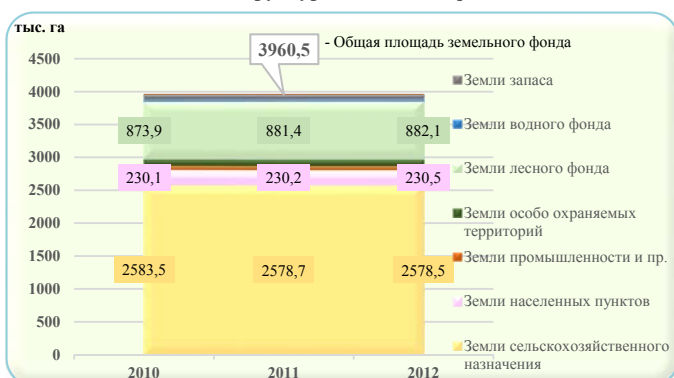 тыс. га
3960,5
- Общая площадь земельного фонда
4500
4000
3500
3000
2500
2000
1500
1000
500
0
873,9
881,4
882,1
230,1
230,2
230,5
2583,5
2578,7
2578,5
2010
2011
2012
Земли запаса
Земли водного фонда
Земли лесного фонда
Земли особо охраняемых
территорий
Земли промышленности и пр.
Земли населенных пунктов
Земли сельскохозяйственного
назначения